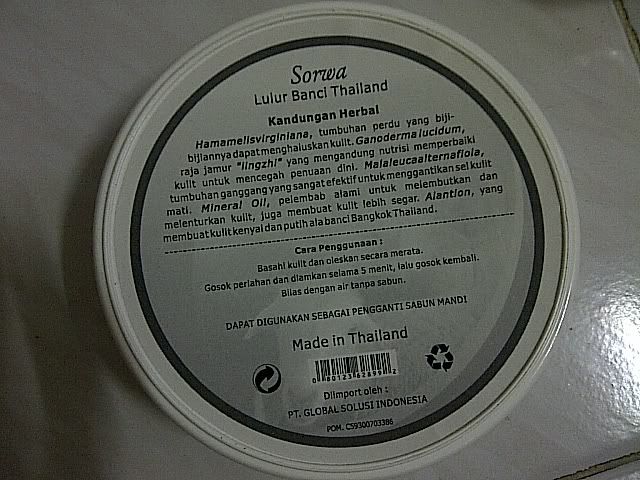 Sorwa
Lulur Banci Thailand
Kandungan Herbal
Hamamelisvirginiana, tumbuhan perdu yang biji-
bijiannya dapat menghaluskan kulit. Ganoderma lucidum,
raja jamur "lingzhi" yang mengandung nutrisi memperbaiki
kulit untuk mencegah penuaan dini. Malaleucaalternafiola,
tumbuhan ganggang yang sangat efektif untuk menggantikan sel kulit
mati. Mineral Oil, pelembab alami untuk melembutkan dan
melenturkan kulit, juga membuat kulit lebih segar. Alantion, yang
membuat kulit kenyal dan putih ala banci Bangkok Thailand.
Cara Penggunaan :
Basahi kulit dan oleskan secara merata.
Gosok perlahan dan diamkan selama 5 menit, lalu gosok kembali.
Bilas dengan air tanpa sabun.
DAPAT DIGUNAKAN SEBAGAI PENGGANTI SABUN MANDI
Made in Thailand
0 80123 62899 2
Diimport oleh :
PT. GLOBAL SOLUSI INDONESIA
POM. CS9300703386